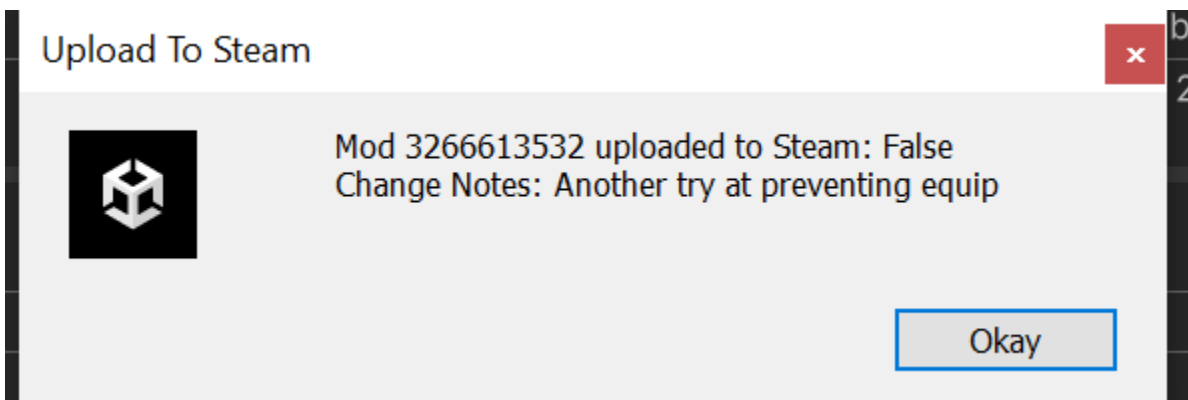 Upload To Steam
x
Mod 3266613532 uploaded to Steam: False
Change Notes: Another try at preventing equip
Okay